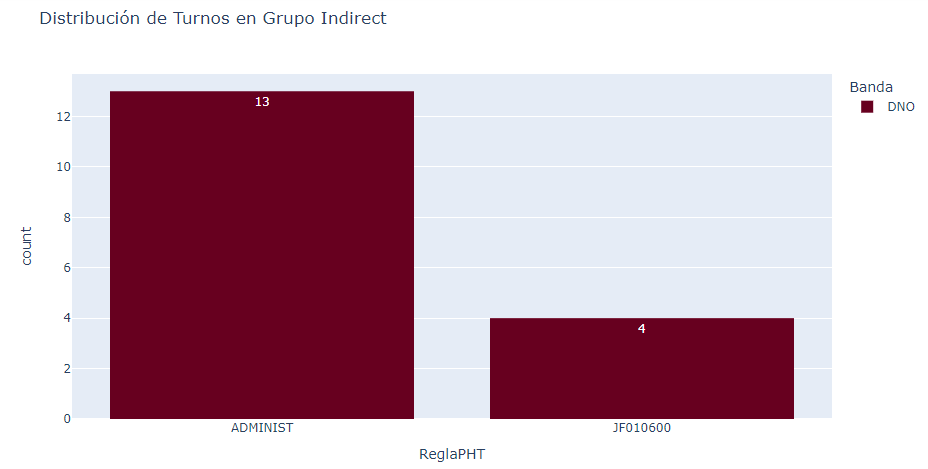 Distribución de Turnos en Grupo Indirect
Banda
DNO
13
4
12
10
8
6
4
2
0
count
ADMINIST
JF010600
ReglaPHT